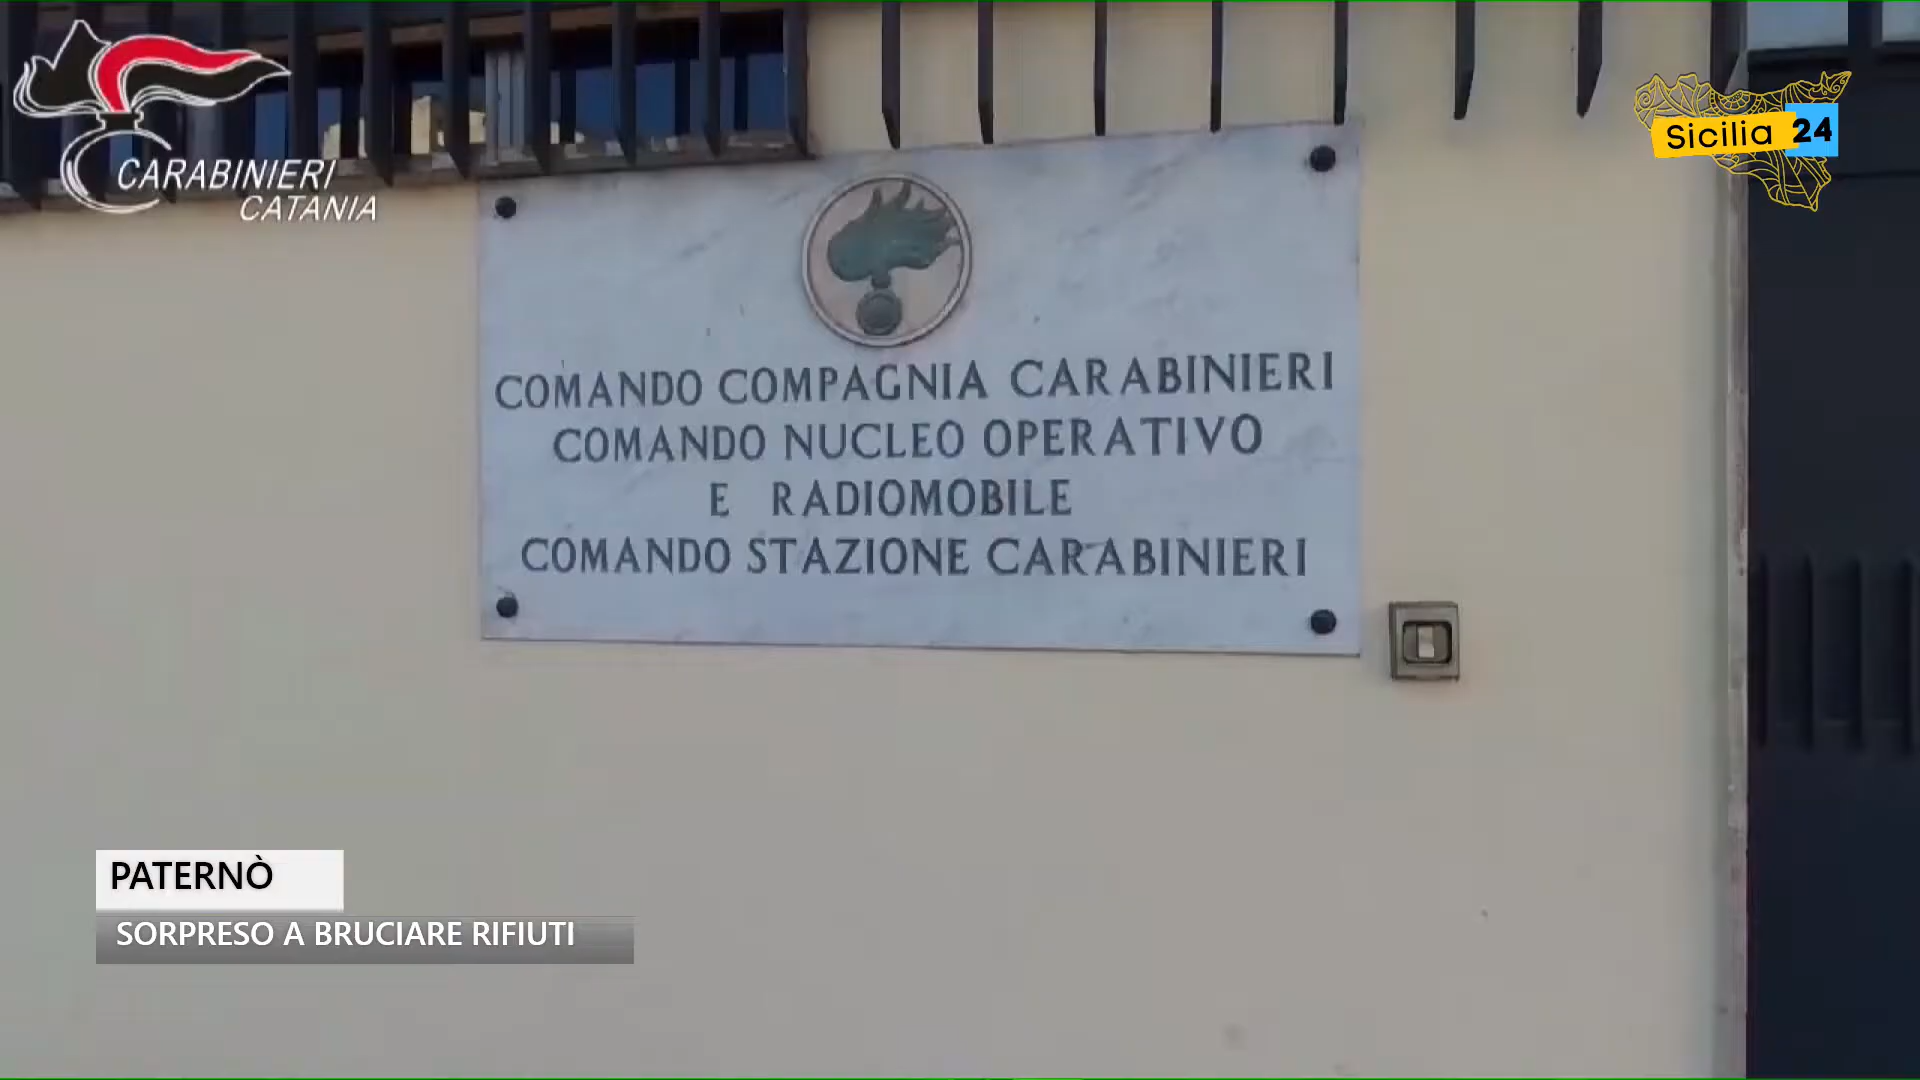 CARABINIERI
CATANIA
Sicilia 24
COMANDO COMPAGNIA CARABINIERI
COMANDO NUCLEO OPERATIVO
E RADIOMOBILE
COMANDO STAZIONE CARABINIERI
PATERNÒ
SORPRESO A BRUCIARE RIFIUTI